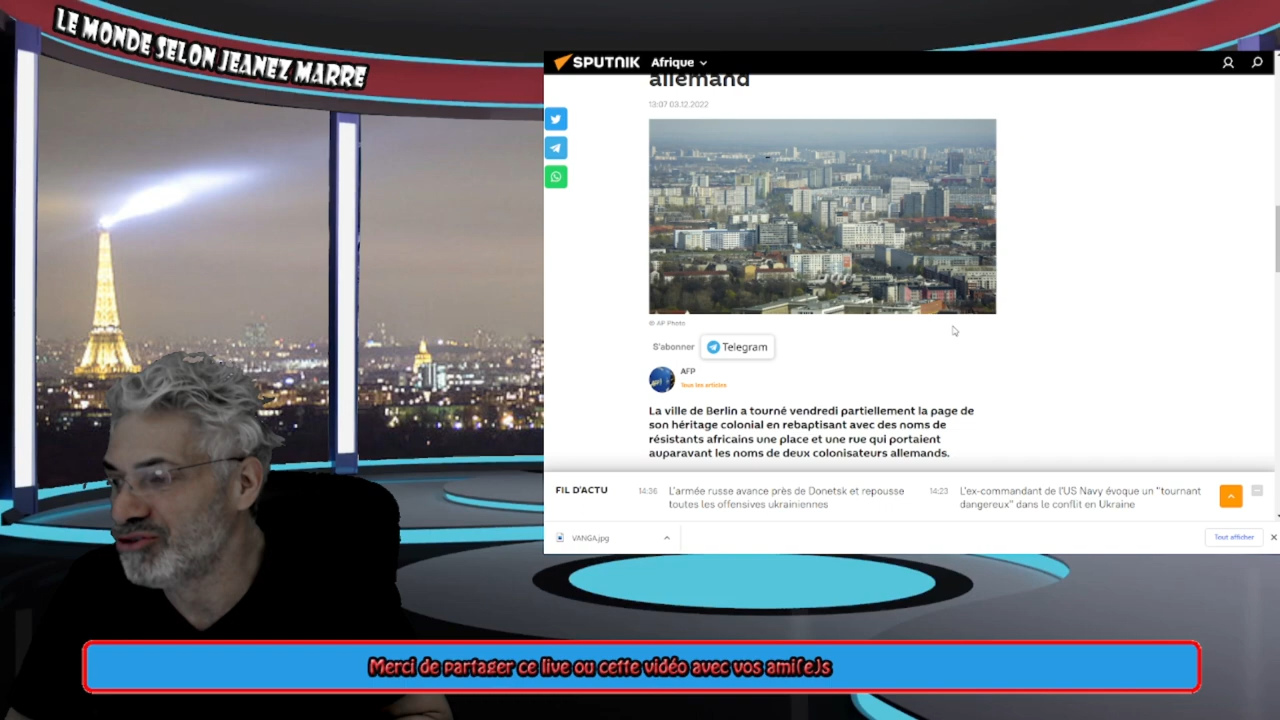 LE MONDE SELON JEANEZ MARRE
SPUTNIK Afrique
allemand
13:07 03.12.2022
© AP Photo
S'abonner Telegram
AFP
Tous les articles
La ville de Berlin a tourné vendredi partiellement la page de
son héritage colonial en rebaptisant avec des noms de
résistants africains une place et une rue qui portaient
auparavant les noms de deux colonisateurs allemands.
FIL D'ACTU
14:36 L'armée russe avance près de Donetsk et repousse
toutes les offensives ukrainiennes
14:23 L'ex-commandant de l'US Navy évoque un "tournant
dangereux" dans le conflit en Ukraine
VANGA.jpg
Tout afficher
Merci de partager ce live ou cette vidéo avec vos ami(e)s